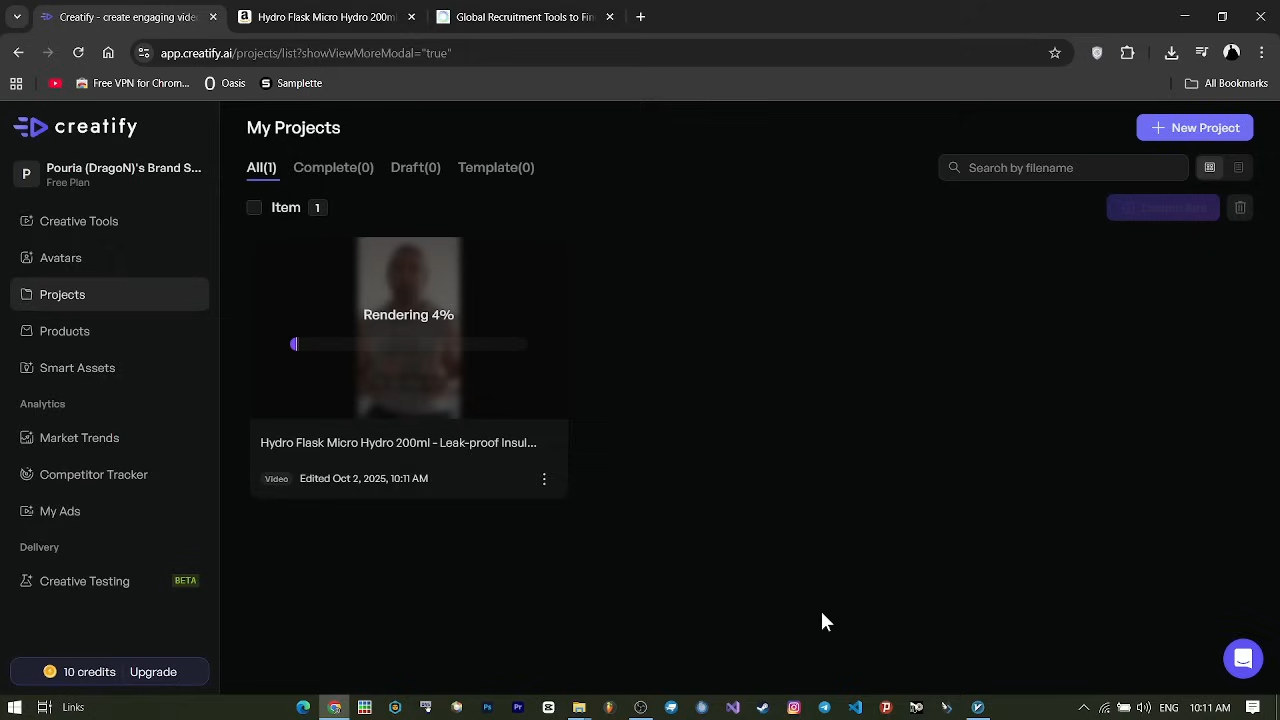 Creatify - create engaging video
Hydro Flask Micro Hydro 200ml
Global Recruitment Tools to Fin
app.creatify.ai/projects/list?showViewMoreModal="true"
Free VPN for Chrom...
Oasis
Samplette
All Bookmarks
creatify
P
Pouria (DragoN)'s Brand S...
Free Plan
Creative Tools
Avatars
Projects
Products
Smart Assets
Analytics
Market Trends
Competitor Tracker
My Ads
Delivery
Creative Testing
BETA
10 credits
Upgrade
My Projects
New Project
All(1)
Complete(0)
Draft(0)
Template(0)
Search by filename
Item
1
Rendering 4%
Hydro Flask Micro Hydro 200ml - Leak-proof Insul...
Video
Edited Oct 2, 2025, 10:11 AM
Links
10:11 AM